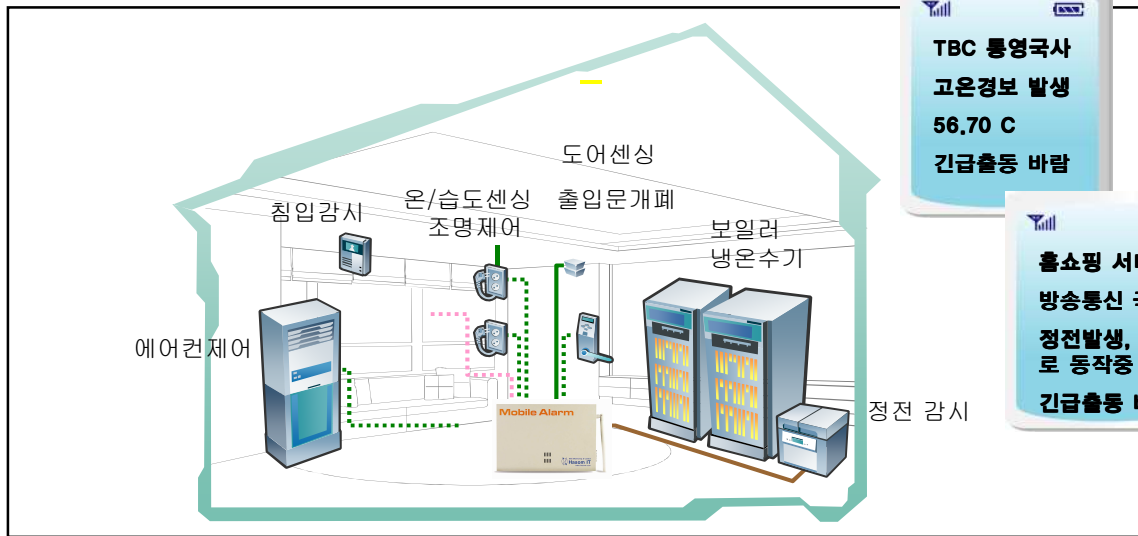 TBC 통영국사
고온경보 발생
56.70 C
긴급출동 바람
홈쇼핑
방송통신
정전발생,
로 동작중
긴급출동
도어센싱
온/습도센싱
조명제어
출입문개폐
침입감시
보일러
냉온수기
에어컨제어
정전 감시
Mobile Alarm
Hasom IT